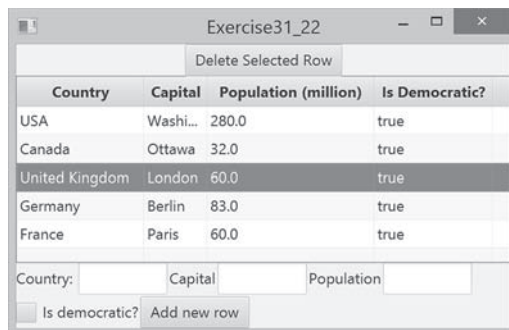 Exercise31_22
Delete Selected Row
Country Capital Population (million) Is Democratic?
USA Washi... 280.0 true
Canada Ottawa 32.0 true
United Kingdom London 60.0 true
Germany Berlin 83.0 true
France Paris 60.0 true
Country: Capital Population
Is democratic? Add new row